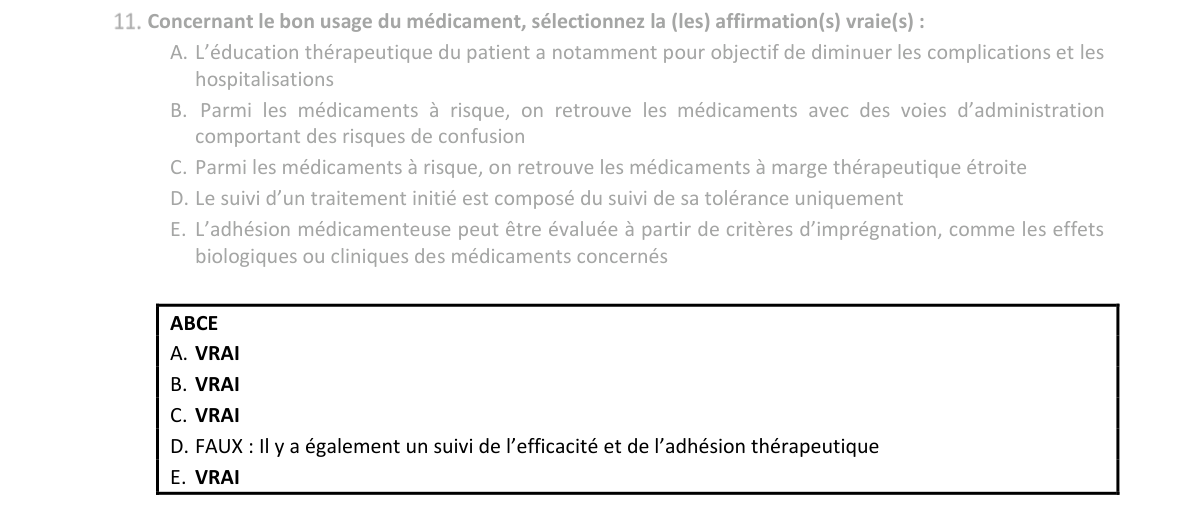 11. Concernant le bon usage du médicament, sélectionnez la (les) affirmation(s) vraie(s) :
A. L’éducation thérapeutique du patient a notamment pour objectif de diminuer les complications et les
hospitalisations
B. Parmi les médicaments à risque, on retrouve les médicaments avec des voies d’administration
comportant des risques de confusion
C. Parmi les médicaments à risque, on retrouve les médicaments à marge thérapeutique étroite
D. Le suivi d’un traitement initié est composé du suivi de sa tolérance uniquement
E. L’adhésion médicamenteuse peut être évaluée à partir de critères d’imprégnation, comme les effets
biologiques ou cliniques des médicaments concernés
ABCE
A. VRAI
B. VRAI
C. VRAI
D. FAUX : Il y a également un suivi de l’efficacité et de l’adhésion thérapeutique
E. VRAI